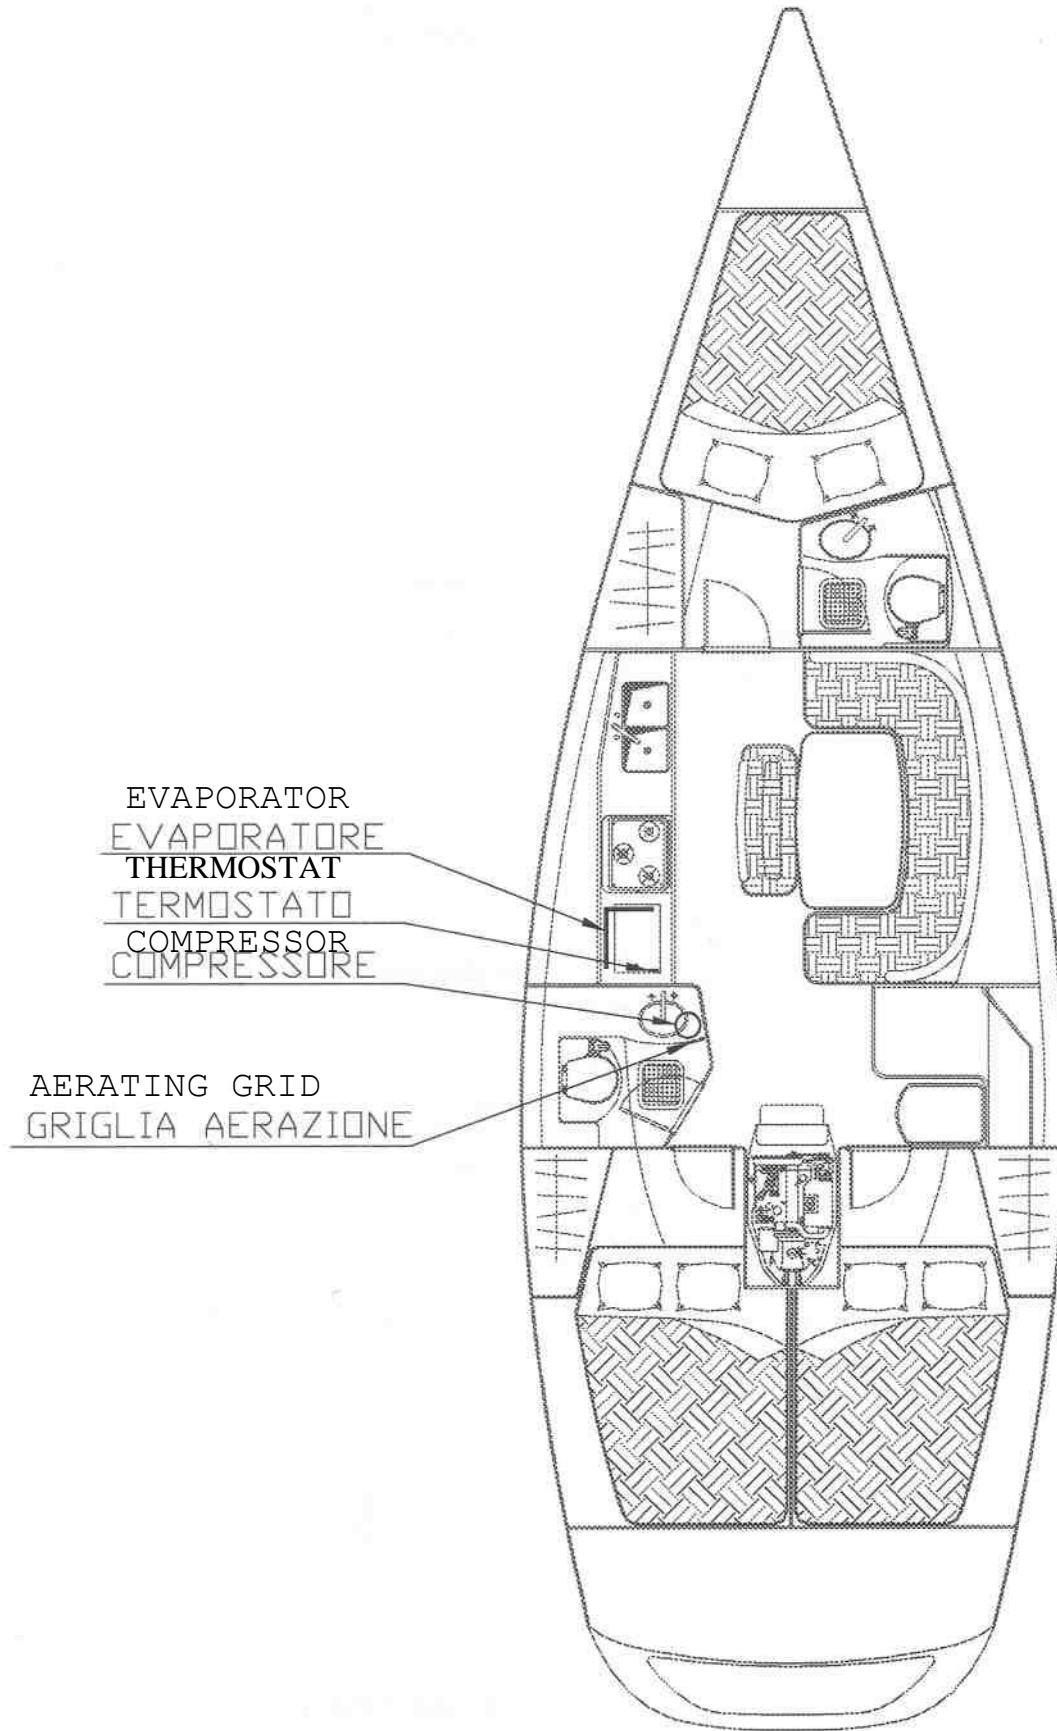 EVAPORATOR
EVAPORATORE
THERMOSTAT
TERMOSTATO
COMPRESSOR
COMPRESSORE
AERATING GRID
GRIGLIA AERAZIONE